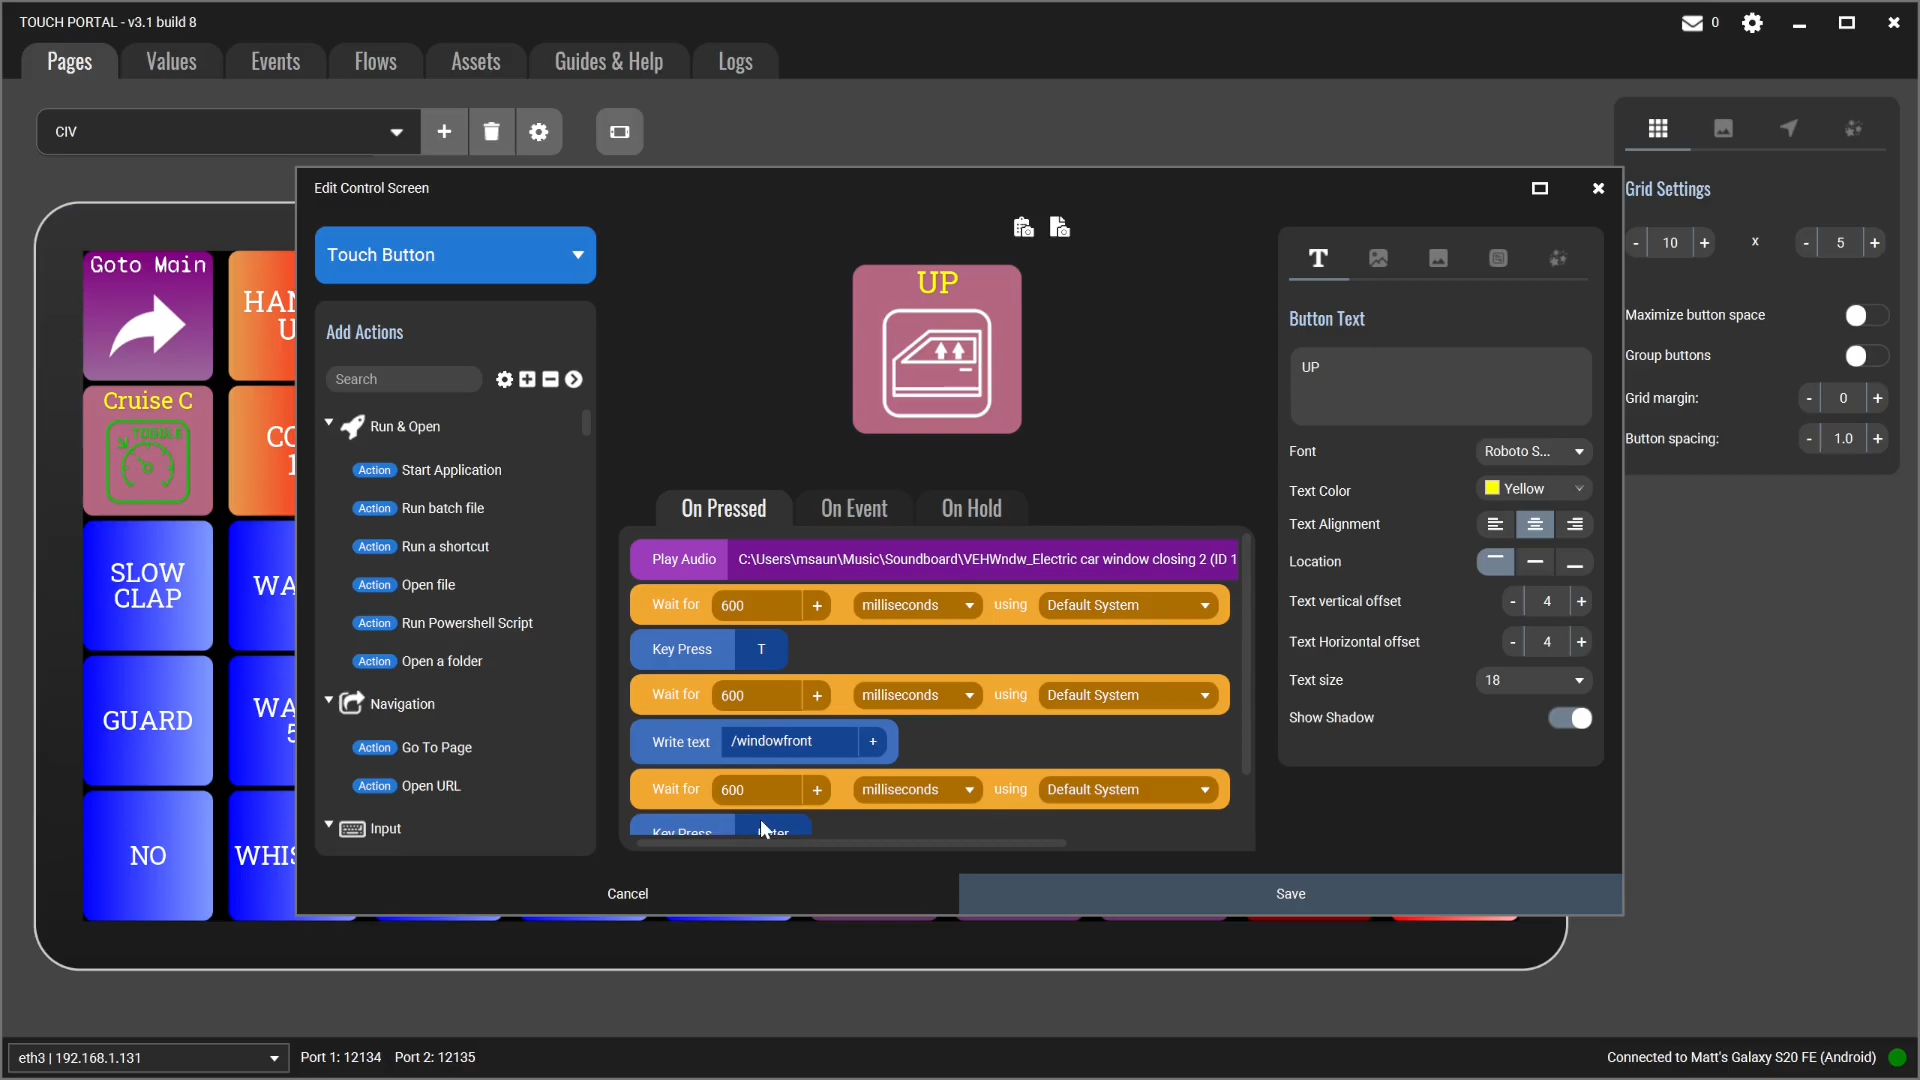 TOUCH PORTAL - v3.1 build 8
0
Pages
Values
Events
Flows
Assets
Guides & Help
Logs
CIV
Grid Settings
10
x
5
Maximize button space
Group buttons
Grid margin:
0
Button spacing:
1.0
Goto Main
Cruise C
TOGGLE
SLOW
CLAP
GUARD
NO
Edit Control Screen
Touch Button
Add Actions
Search
Run & Open
Action Start Application
Action Run batch file
Action Run a shortcut
Action Open file
Action Run Powershell Script
Action Open a folder
Navigation
Action Go To Page
Action Open URL
Input
UP
On Pressed
On Event
On Hold
Play Audio C:\Users\msaun\Music\Soundboard\VEHWndw_Electric car window closing 2 (ID 1
Wait for 600 + milliseconds using Default System
Key Press T
Wait for 600 + milliseconds using Default System
Write text /windowfront +
Wait for 600 + milliseconds using Default System
Key Press
Button Text
UP
Font Roboto S...
Text Color Yellow
Text Alignment
Location
Text vertical offset - 4 +
Text Horizontal offset - 4 +
Text size 18
Show Shadow
Cancel
Save
eth3 | 192.168.1.131
Port 1: 12134 Port 2: 12135
Connected to Matt's Galaxy S20 FE (Android)